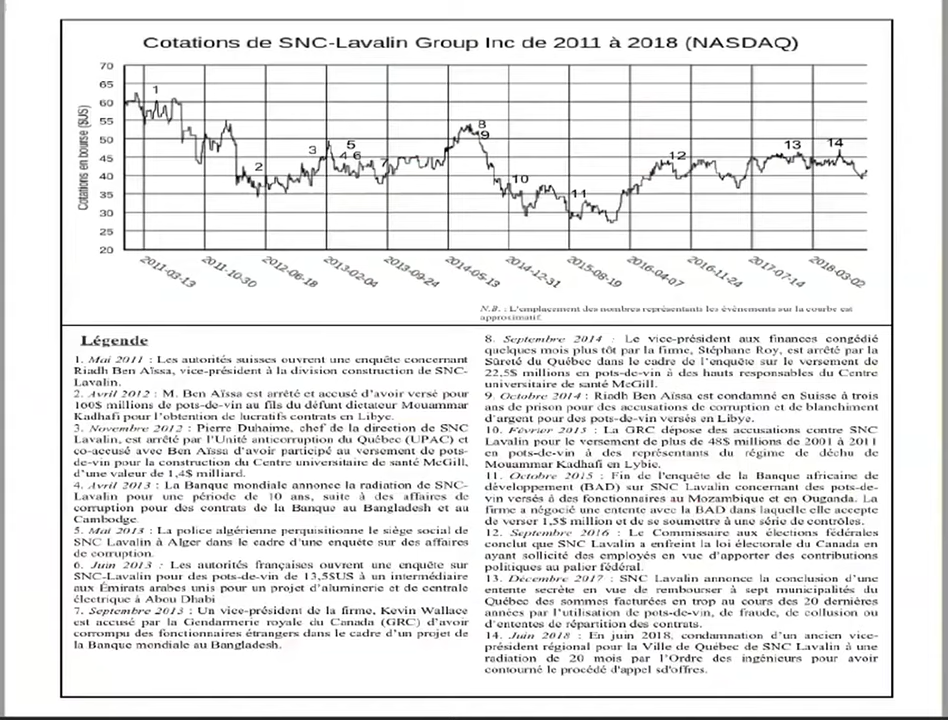 Cotations de SNC-Lavalin Group Inc de 2011 à 2018 (NASDAQ)
Cotations en bourse ($US)
70
65
60
55
50
45
40
35
30
25
20
1
2
3
4
5
6
7
8
9
10
11
12
13
14
2011-03-13
2011-10-30
2012-06-18
2013-02-04
2013-09-24
2014-05-13
2014-12-31
2015-08-19
2016-04-07
2016-11-24
2017-07-14
2018-03-02
N.B. : L'emplacement des nombres représentants les évènements sur la courbe est
approximatif.
Légende
1. Mai 2011 : Les autorités suisses ouvrent une enquête concernant
Riadh Ben Aïssa, vice-président à la division construction de SNC-
Lavalin.
2. Avril 2012 : M. Ben Aïssa est arrêté et accusé d'avoir versé pour
160$ millions de pots-de-vin au fils du défunt dictateur Mouammar
Kadhafi pour l'obtention de lucratifs contrats en Libye.
3. Novembre 2012 : Pierre Duhaime, chef de la direction de SNC
Lavalin, est arrêté par l'Unité anticorruption du Québec (UPAC) et
co-accusé avec Ben Aïssa d'avoir participé au versement de pots-
de-vin pour la construction du Centre universitaire de santé McGill,
d'une valeur de 1,4$ milliard.
4. Avril 2013 : La Banque mondiale annonce la radiation de SNC-
Lavalin pour une période de 10 ans, suite à des affaires de
corruption pour des contrats de la Banque au Bangladesh et au
Cambodge.
5. Mai 2013 : La police algérienne perquisitionne le siège social de
SNC Lavalin à Alger dans le cadre d'une enquête sur des affaires
de corruption.
6. Juin 2013 : Les autorités françaises ouvrent une enquête sur
SNC-Lavalin pour des pots-de-vin de 13,5$US à un intermédiaire
aux Émirats arabes unis pour un projet d'aluminerie et de centrale
électrique à Abou Dhabi
7. Septembre 2013 : Un vice-président de la firme, Kevin Wallace
est accusé par la Gendarmerie royale du Canada (GRC) d'avoir
corrompu des fonctionnaires étrangers dans le cadre d'un projet de
la Banque mondiale au Bangladesh.
8. Septembre 2014 : Le vice-président aux finances congédié
quelques mois plus tôt par la firme, Stéphane Roy, est arrêté par la
Sûreté du Québec dans le cadre de l'enquête sur le versement de
22,5$ millions en pots-de-vin à des hauts responsables du Centre
universitaire de santé McGill.
9. Octobre 2014 : Riadh Ben Aïssa est condamné en Suisse à trois
ans de prison pour des accusations de corruption et de blanchiment
d'argent pour des pots-de-vin versés en Libye.
10. Février 2015 : La GRC dépose des accusations contre SNC
Lavalin pour le versement de plus de 48$ millions de 2001 à 2011
en pots-de-vin à des représentants du régime de déchu de
Mouammar Kadhafi en Lybie.
11. Octobre 2015 : Fin de l'enquête de la Banque africaine de
développement (BAD) sur SNC Lavalin concernant des pots-de-
vin versés à des fonctionnaires au Mozambique et en Ouganda. La
firme a négocié une entente avec la BAD dans laquelle elle accepte
de verser 1,5$ million et de se soumettre à une série de contrôles.
12. Septembre 2016 : Le Commissaire aux élections fédérales
conclut que SNC Lavalin a enfreint la loi électorale du Canada en
ayant sollicité des employés en vue d'apporter des contributions
politiques au palier fédéral.
13. Décembre 2017 : SNC Lavalin annonce la conclusion d'une
entente secrète en vue de rembourser à sept municipalités du
Québec des sommes facturées en trop au cours des 20 dernières
années par l'utilisation de pots-de-vin, de fraude, de collusion ou
d'ententes de répartition des contrats.
14. Juin 2018 : En juin 2018, condamnation d'un ancien vice-
président régional pour la Ville de Québec de SNC Lavalin à une
radiation de 20 mois par l'Ordre des ingénieurs pour avoir
contourné le procédé d'appel sd'offres.